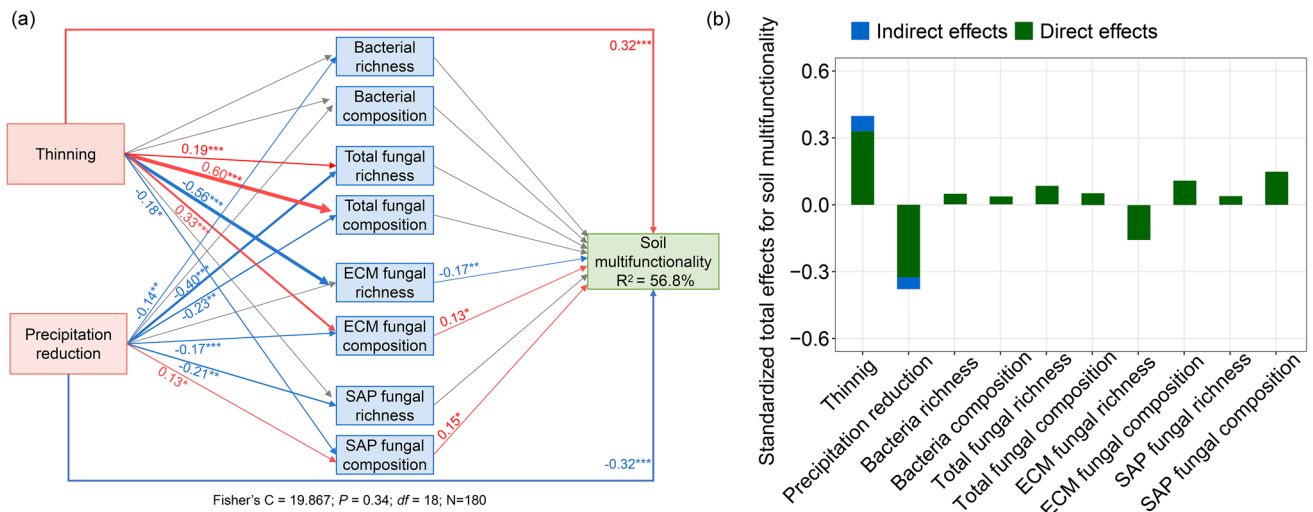 (a)
0.32***
Bacterial
richness
Bacterial
composition
Thinning
Total fungal
richness
Total fungal
composition
ECM fungal
richness
ECM fungal
composition
SAP fungal
richness
SAP fungal
composition
Precipitation
reduction
0.19***
0.60***
-0.56***
-0.18*
0.33***
-0.14**
-0.40***
-0.23**
-0.17***
-0.21**
0.13*
-0.17**
0.13*
0.15*
-0.32***
Soil
multifunctionality
R² = 56.8%
Fisher's C = 19.867; P = 0.34; df = 18; N=180
(b)
Indirect effects
Direct effects
Standardized total effects for soil multifunctionality
0.6
0.3
0.0
−0.3
−0.6
Thinnig
Precipitation reduction
Bacteria richness
Bacteria composition
Total fungal richness
Total fungal composition
ECM fungal richness
ECM fungal composition
SAP fungal richness
SAP fungal composition